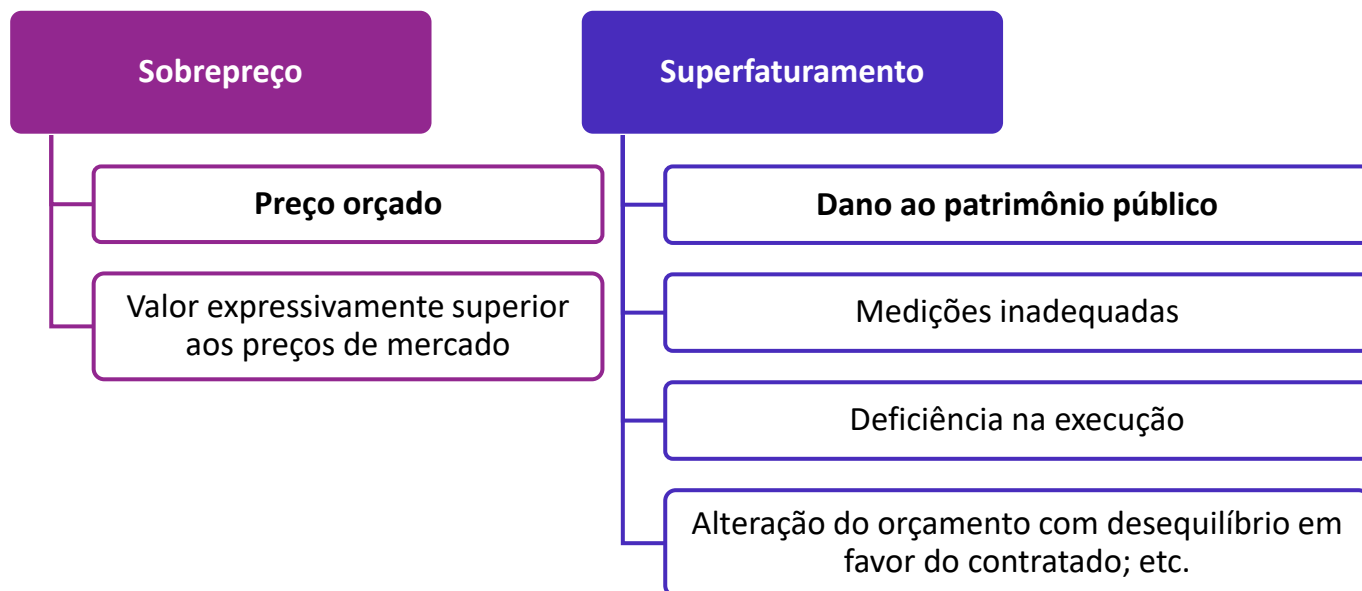 Sobrepreço
Preço orçado
Valor expressivamente superior
aos preços de mercado
Superfaturamento
Dano ao patrimônio público
Medições inadequadas
Deficiência na execução
Alteração do orçamento com desequilíbrio em
favor do contratado; etc.